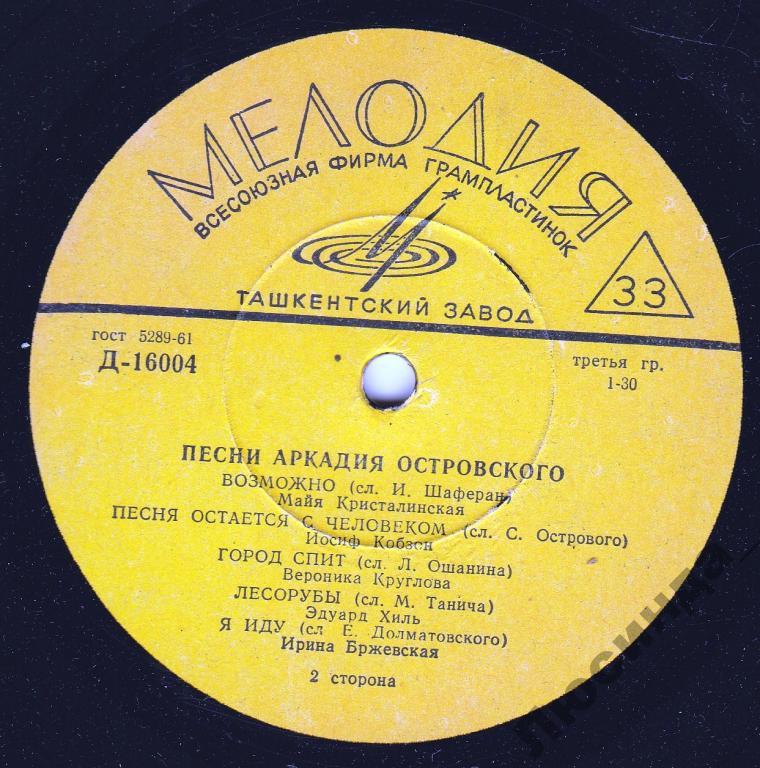 МЕЛОДИЯ
ВСЕСОЮЗНАЯ ФИРМА ГРАМПЛАСТИНОК
ТАШКЕНТСКИЙ ЗАВОД
33
гост 5289-61
Д-16004
третья гр.
1-30
ПЕСНИ АРКАДИЯ ОСТРОВСКОГО
ВОЗМОЖНО (сл. И. Шаферан)
Майя Кристалинская
ПЕСНЯ ОСТАЕТСЯ С ЧЕЛОВЕКОМ (сл. С. Острового)
Иосиф Кобзон
ГОРОД СПИТ (сл. Л. Ошанина)
Вероника Круглова
ЛЕСОРУБЫ (сл. М. Танича)
Эдуард Хиль
Я ИДУ (сл Е. Долматовского)
Ирина Бржевская
2 сторона
Люсинда